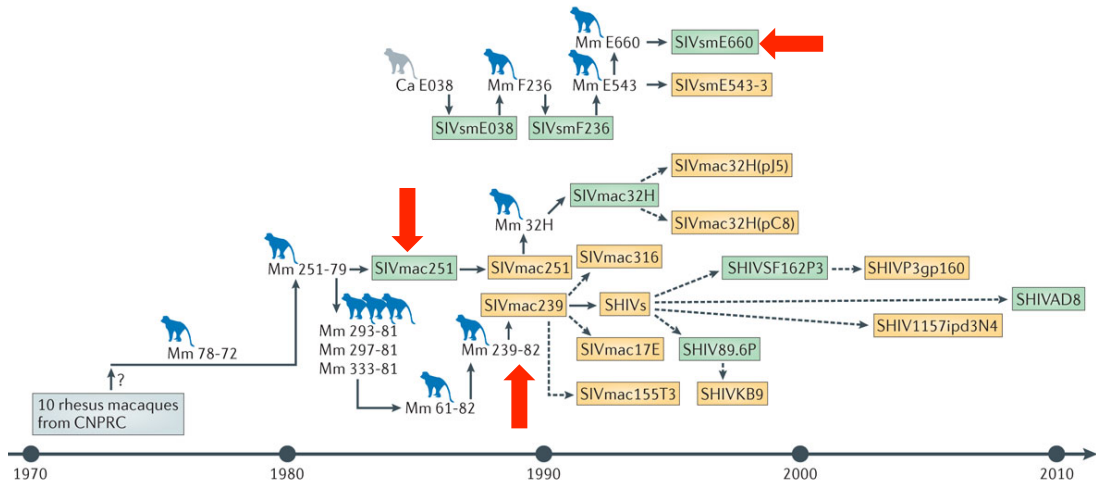 Mm E660
SIVsmE660
Ca E038
Mm F236
Mm E543
SIVsmE543-3
SIVsmE038
SIVsmF236
SIVmac32H(pJ5)
SIVmac32H
Mm 32H
SIVmac32H(pC8)
Mm 251-79
SIVmac251
SIVmac251
SIVmac316
SHIVSF162P3
SHIVP3gp160
SIVmac239
SHIVs
SHIVAD8
Mm 293-81
Mm 297-81
Mm 333-81
Mm 78-72
Mm 239-82
SIVmac17E
SHIV89.6P
SHIV1157ipd3N4
?
Mm 61-82
SIVmac155T3
SHIVKB9
10 rhesus macaques
from CNPRC
1970
1980
1990
2000
2010